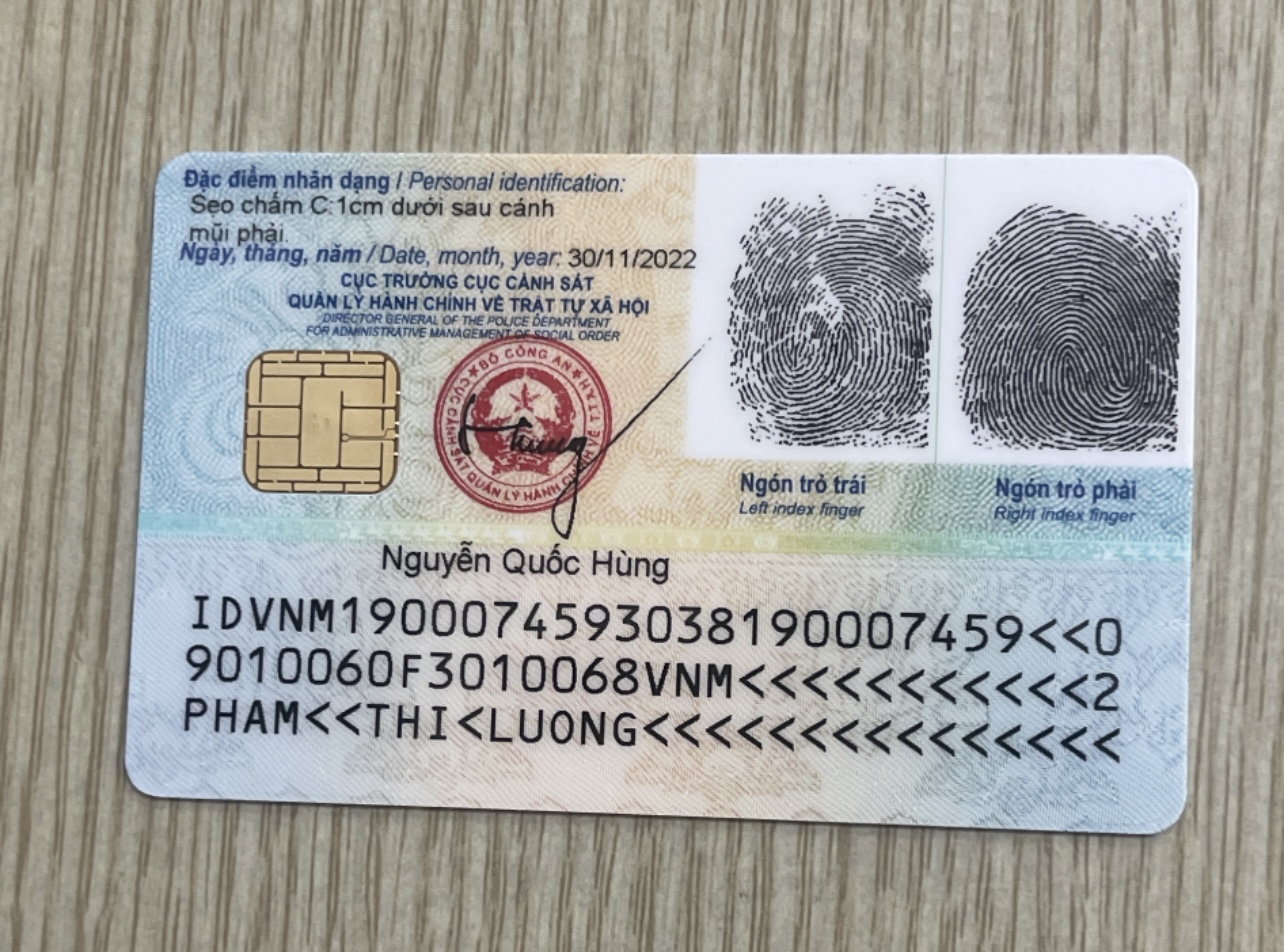 Đặc điểm nhân dạng / Personal identification:
Sẹo chấm C:1cm dưới sau cánh
mũi phải
Ngày, tháng, năm / Date, month, year: 30/11/2022
CỤC TRƯỞNG CỤC CẢNH SÁT
QUẢN LÝ HÀNH CHÍNH VỀ TRẬT TỰ XÃ HỘI
DIRECTOR GENERAL OF THE POLICE DEPARTMENT
FOR ADMINISTRATIVE MANAGEMENT OF SOCIAL ORDER
BỘ CÔNG AN
CỤC CẢNH SÁT QUẢN LÝ HÀNH CHÍNH VỀ TTXH
Hùng
Ngón trỏ trái
Left index finger
Ngón trỏ phải
Right index finger
Nguyễn Quốc Hùng
IDVNM1900074593038190007459<<0
9010060F3010068VNM<<<<<<<<<<<2
PHAM<<THI<LUONG<<<<<<<<<<<<<<<